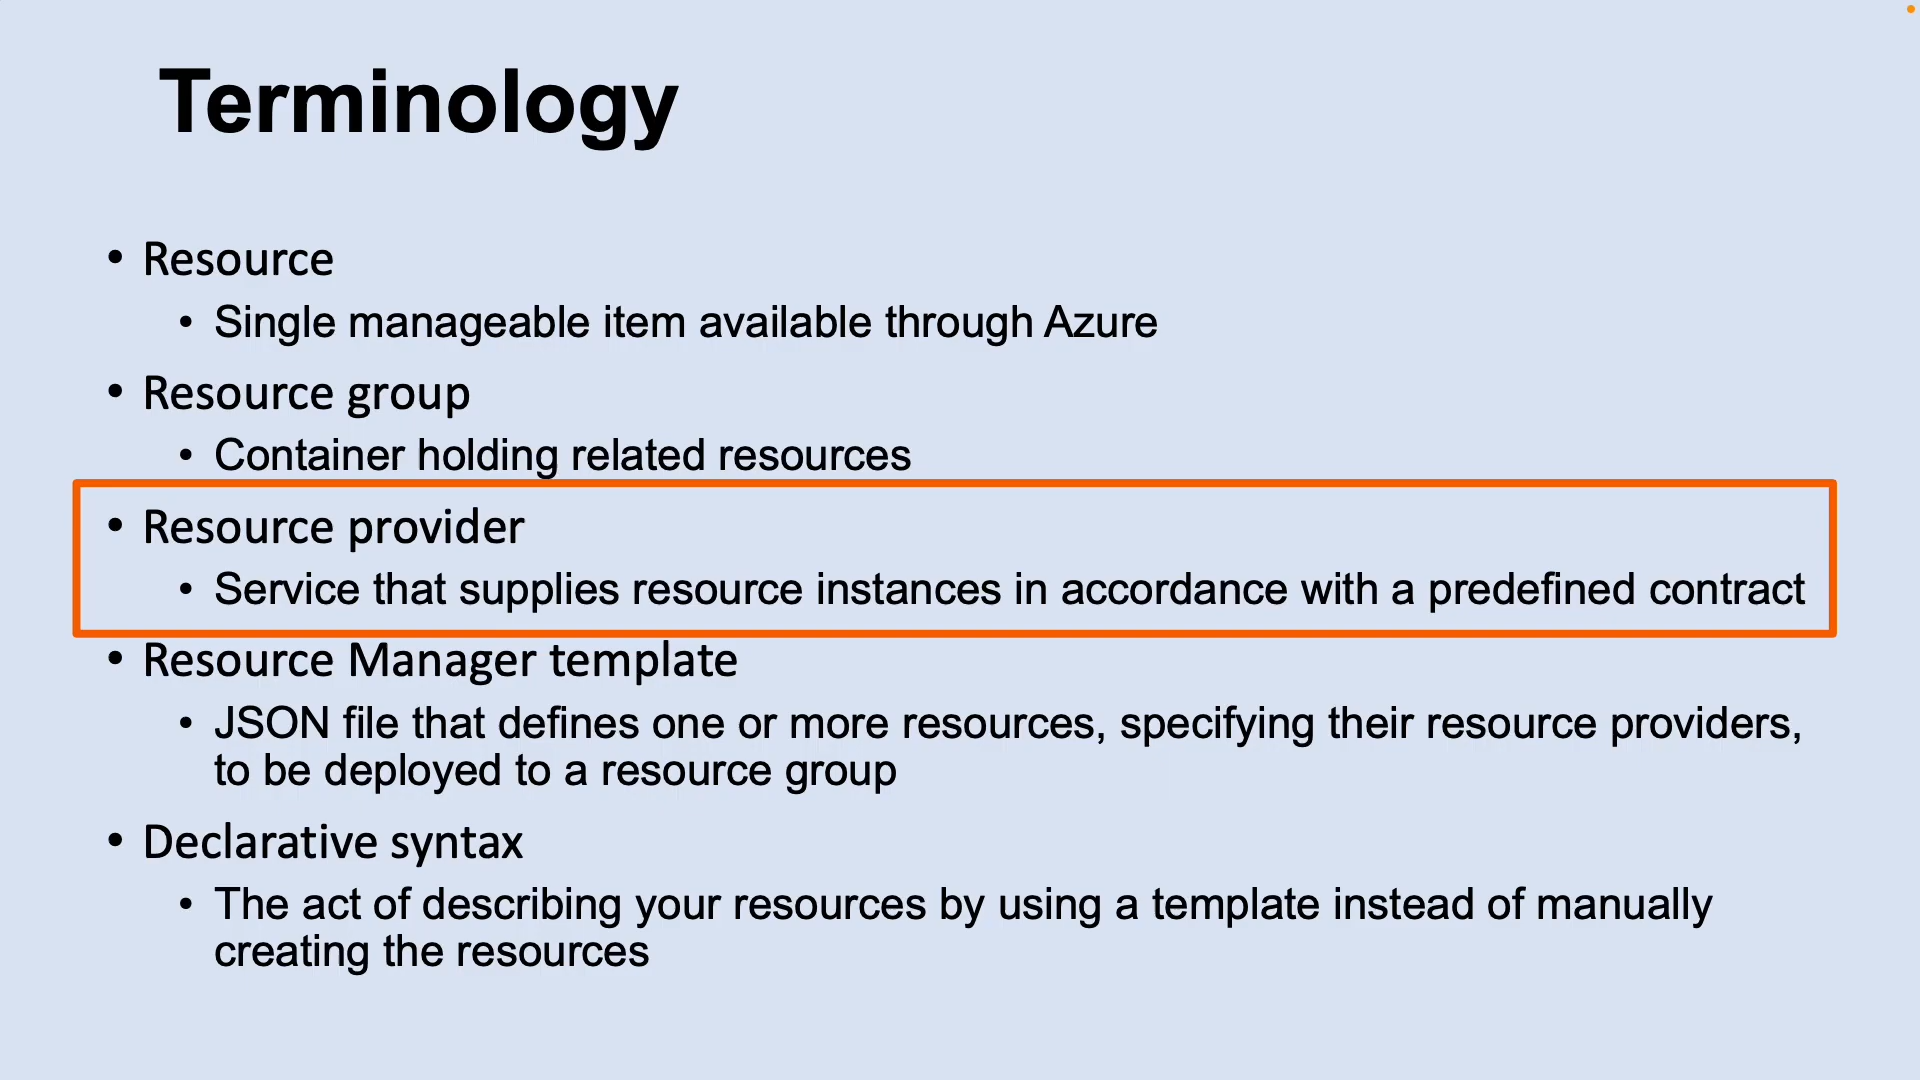 Terminology
• Resource
• Single manageable item available through Azure
• Resource group
• Container holding related resources
• Resource provider
• Service that supplies resource instances in accordance with a predefined contract
• Resource Manager template
• JSON file that defines one or more resources, specifying their resource providers,
to be deployed to a resource group
• Declarative syntax
• The act of describing your resources by using a template instead of manually
creating the resources